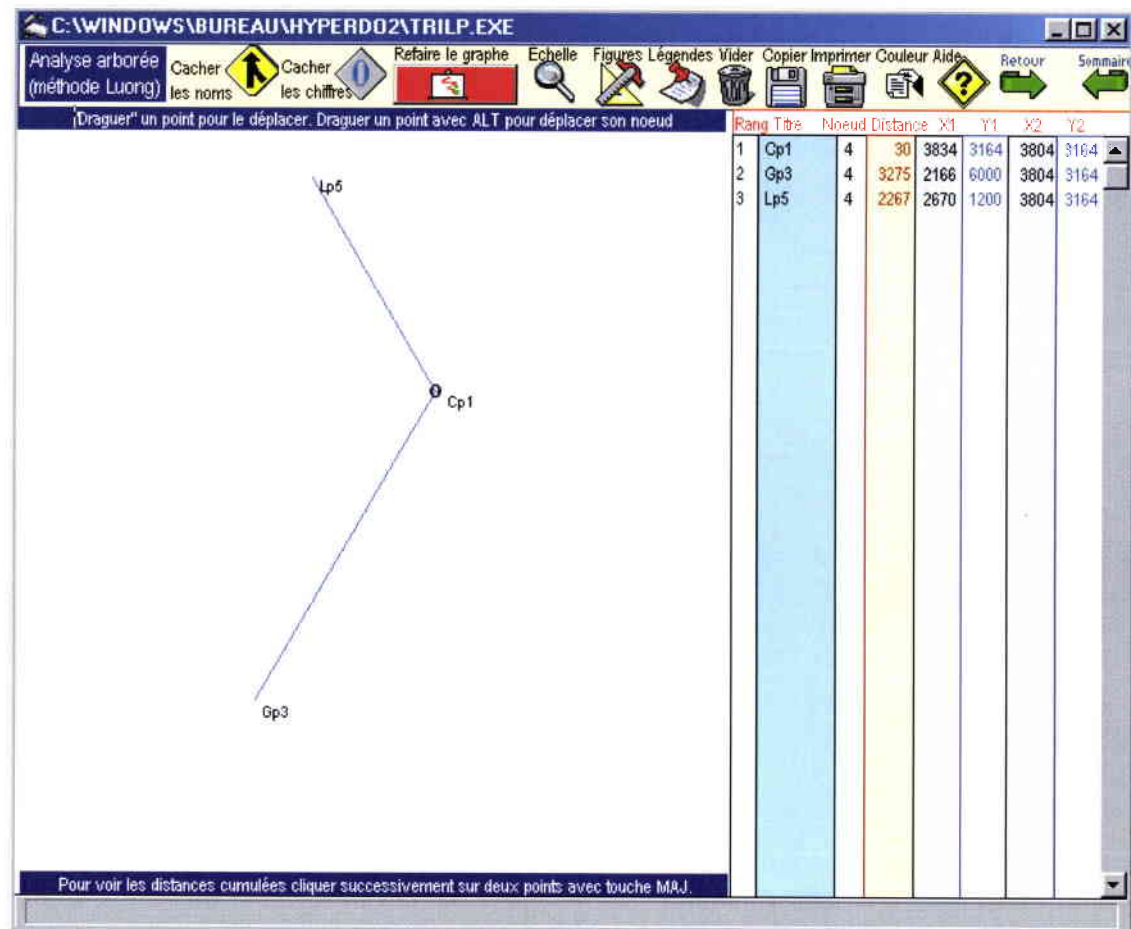 C:\WINDOWS\BUREAU\HYPERDO2\TRILP.EXE
Analyse arborée
(méthode Luong)
Cacher
les noms
Cacher
les chiffres
Refaire le graphe
Echelle
Figures
Légendes
Vider
Copier
Imprimer
Couleur
Aide
Retour
Sommaire
"Draguer" un point pour le déplacer. Draguer un point avec ALT pour déplacer son noeud
Rang Titre Noeud Distance X1 Y1 X2 Y2
1 Cp1 4 30 3834 3164 3804 3164
2 Gp3 4 3275 2166 6000 3804 3164
3 Lp5 4 2267 2670 1200 3804 3164
Lp5
Cp1
Gp3
Pour voir les distances cumulées cliquer successivement sur deux points avec touche MAJ.